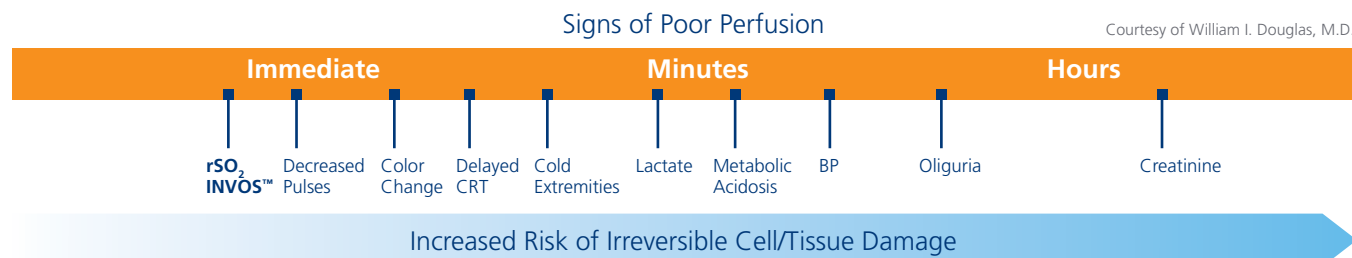 Signs of Poor Perfusion
Courtesy of William I. Douglas, M.D.
Immediate Minutes Hours
rSO₂ INVOS™
Decreased Pulses
Color Change
Delayed CRT
Cold Extremities
Lactate
Metabolic Acidosis
BP
Oliguria
Creatinine
Increased Risk of Irreversible Cell/Tissue Damage